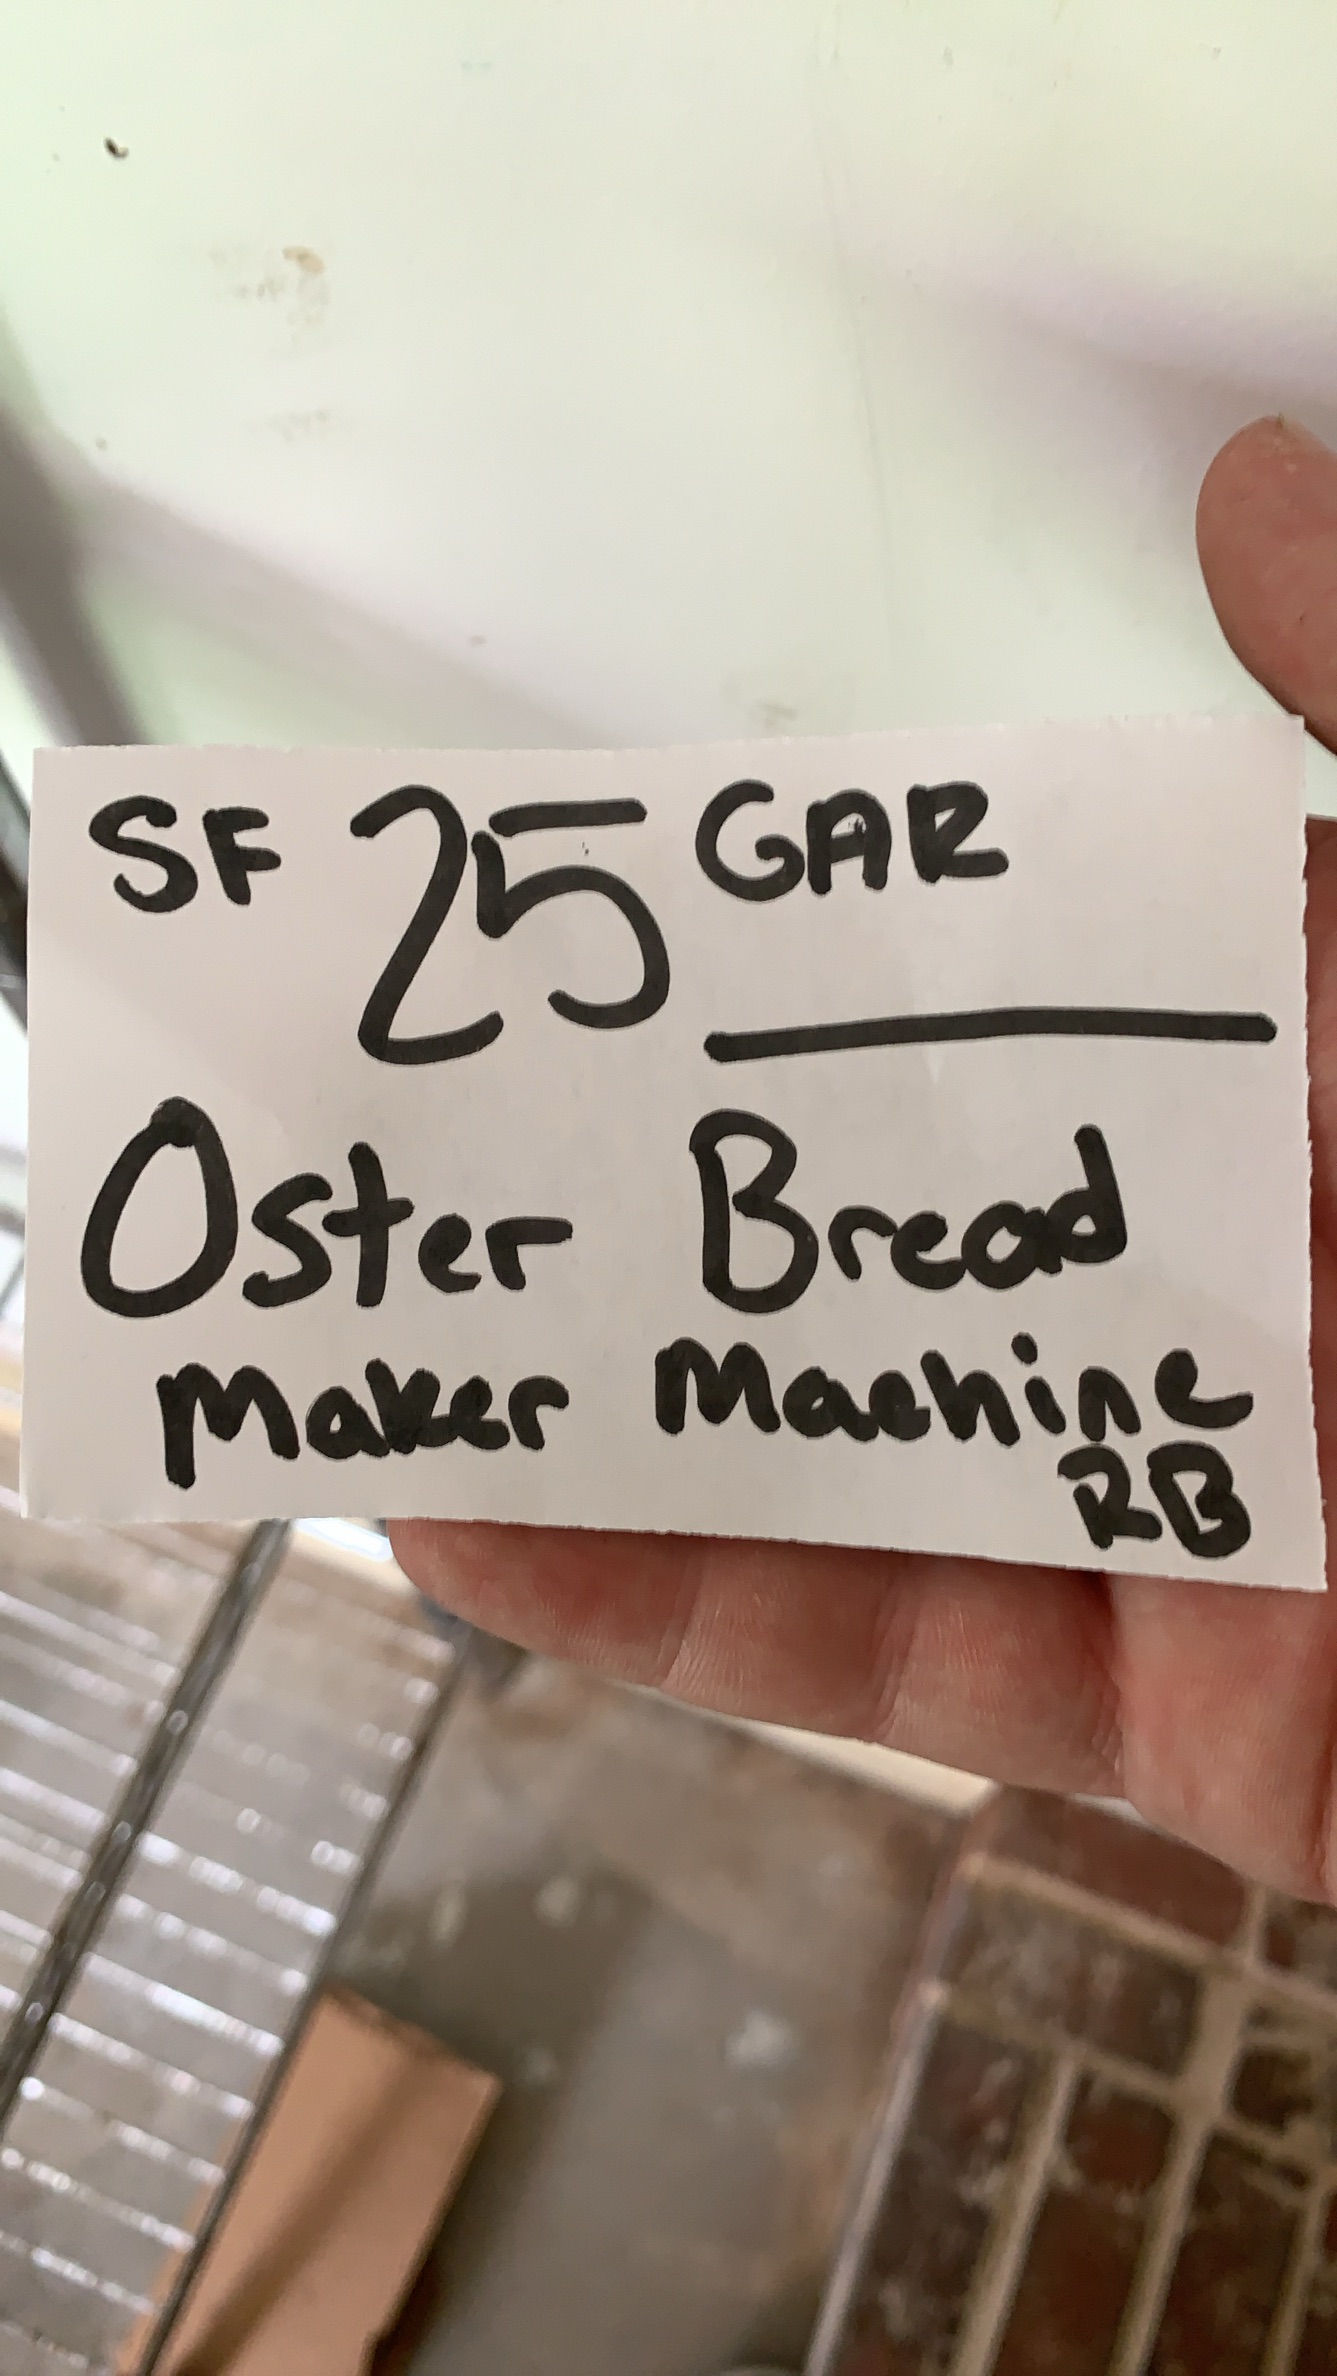 SF 25 GAR
Oster Bread
Maker Machine
RB